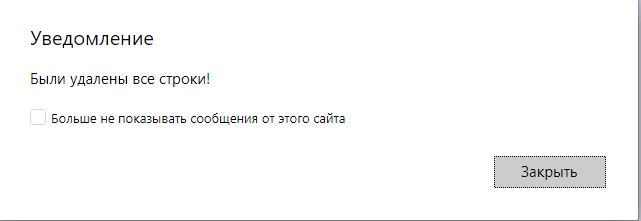 Уведомление
Были удалены все строки!
Больше не показывать сообщения от этого сайта
Закрыть